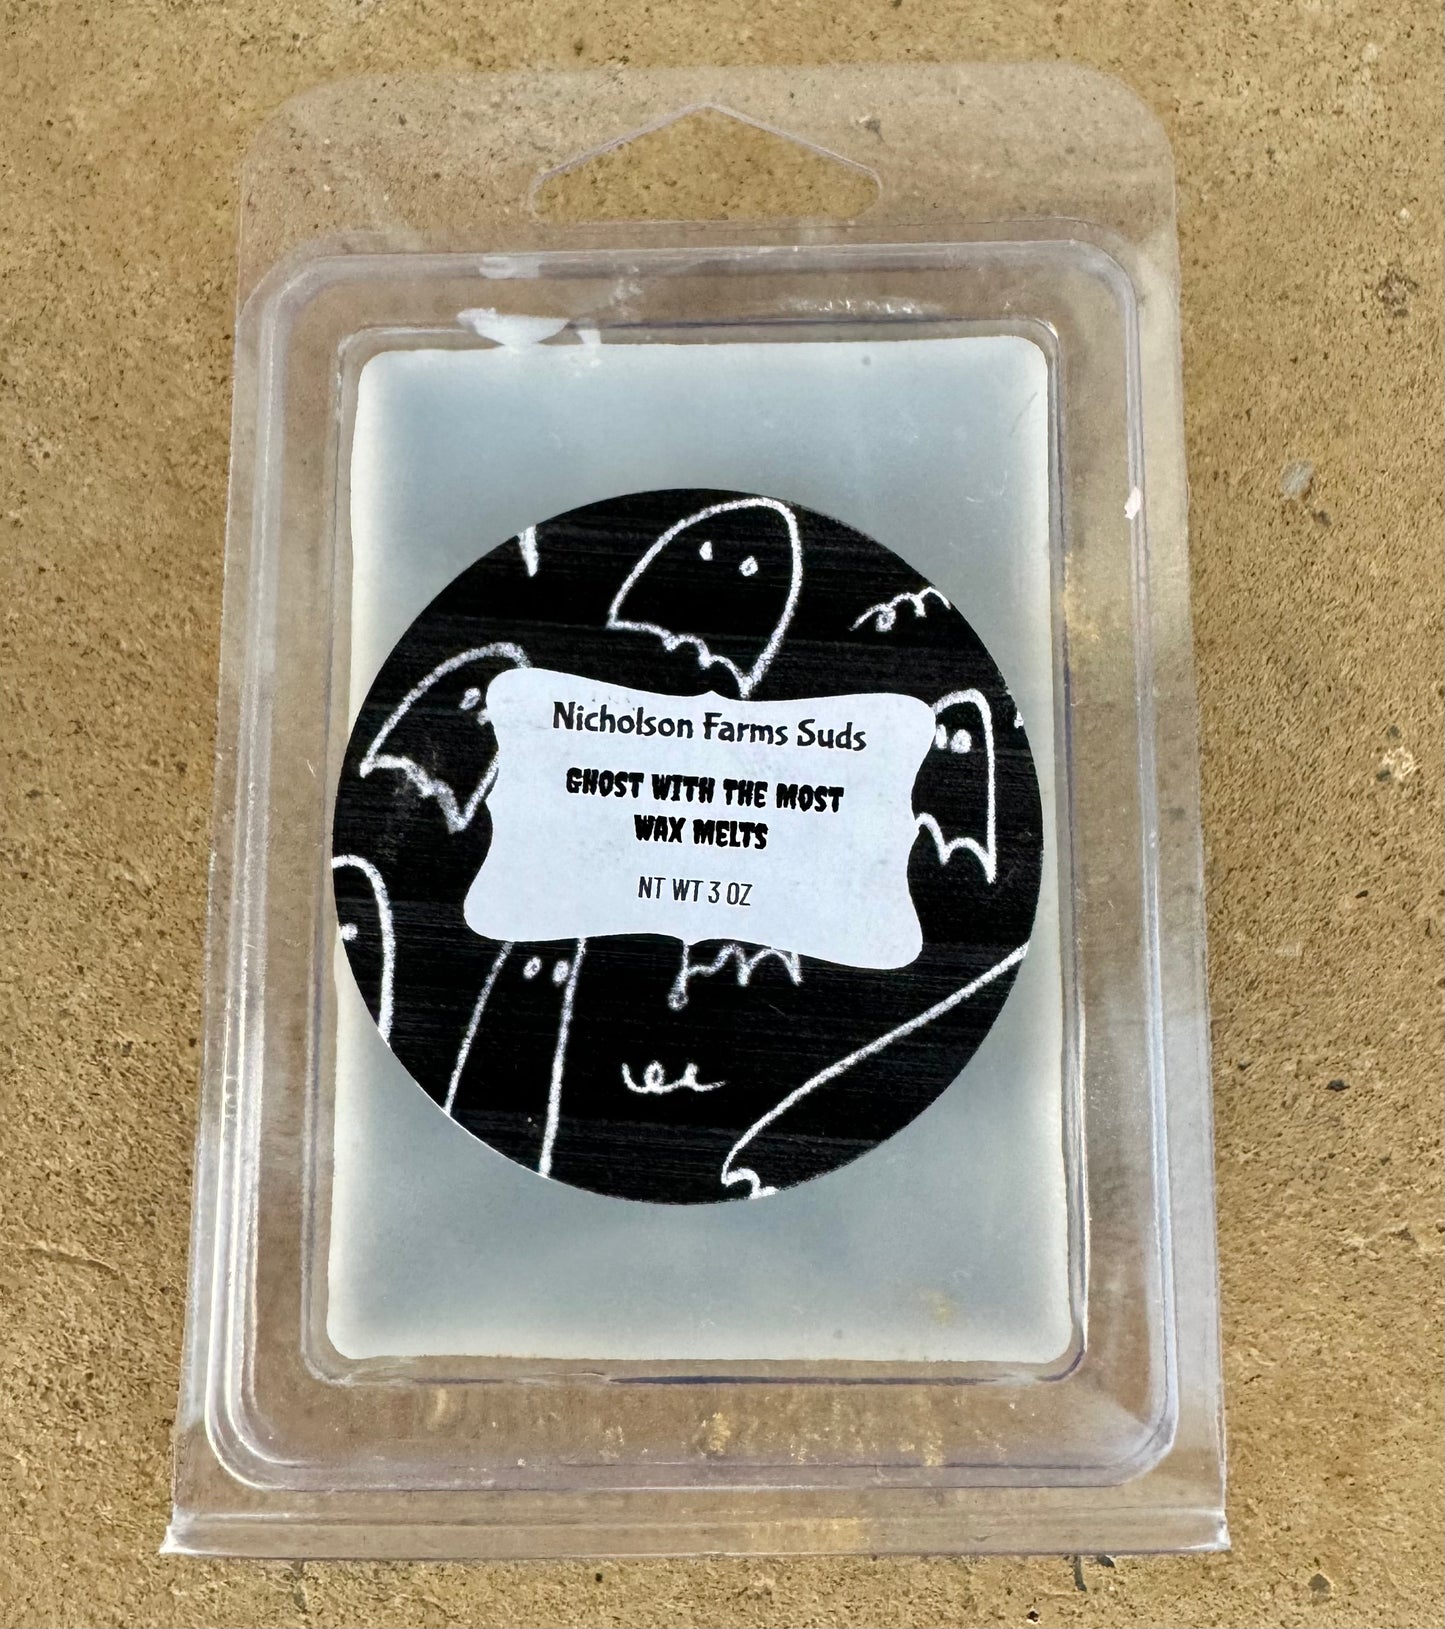 Nicholson Farms Suds
GHOST WITH THE MOST
WAX MELTS
NT WT 3 OZ